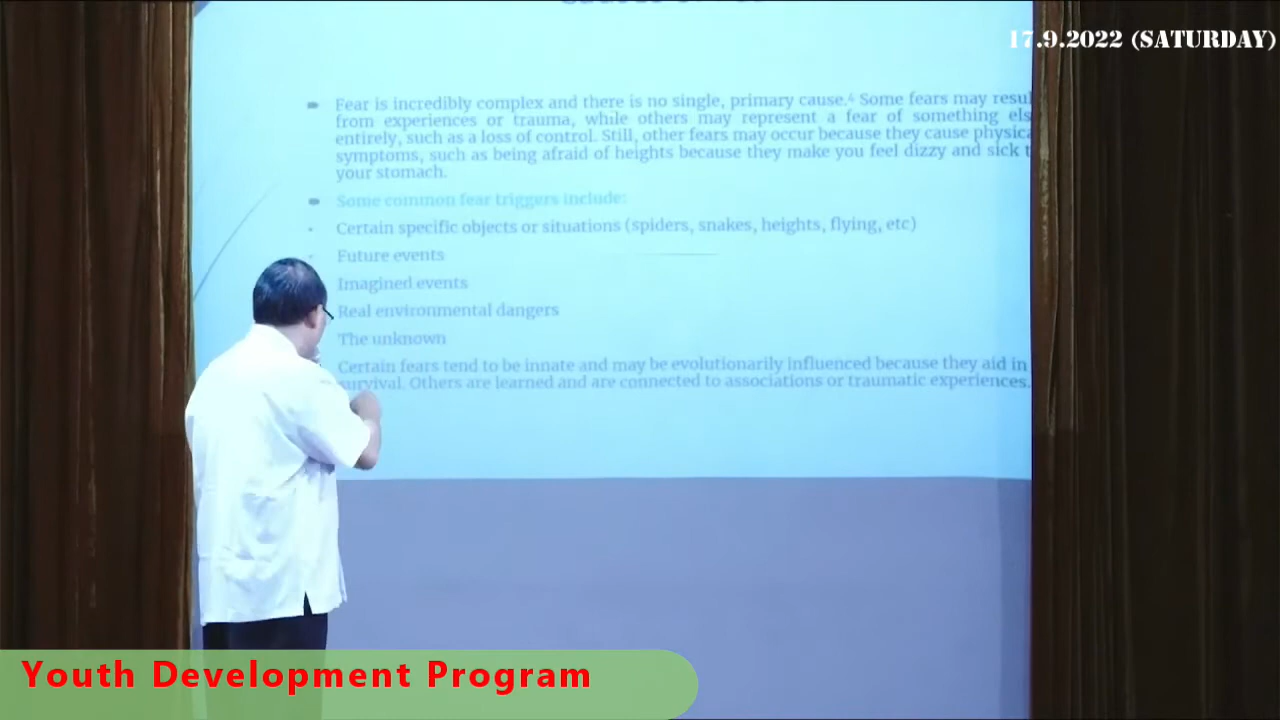 17.9.2022 (SATURDAY)
Fear is incredibly complex and there is no single, primary cause.⁴ Some fears may resul
from experiences or trauma, while others may represent a fear of something els
entirely, such as a loss of control. Still, other fears may occur because they cause physica
symptoms, such as being afraid of heights because they make you feel dizzy and sick t
your stomach.
Some common fear triggers include:
Certain specific objects or situations (spiders, snakes, heights, flying, etc)
Future events
Imagined events
Real environmental dangers
The unknown
Certain fears tend to be innate and may be evolutionarily influenced because they aid in
survival. Others are learned and are connected to associations or traumatic experiences.
Youth Development Program